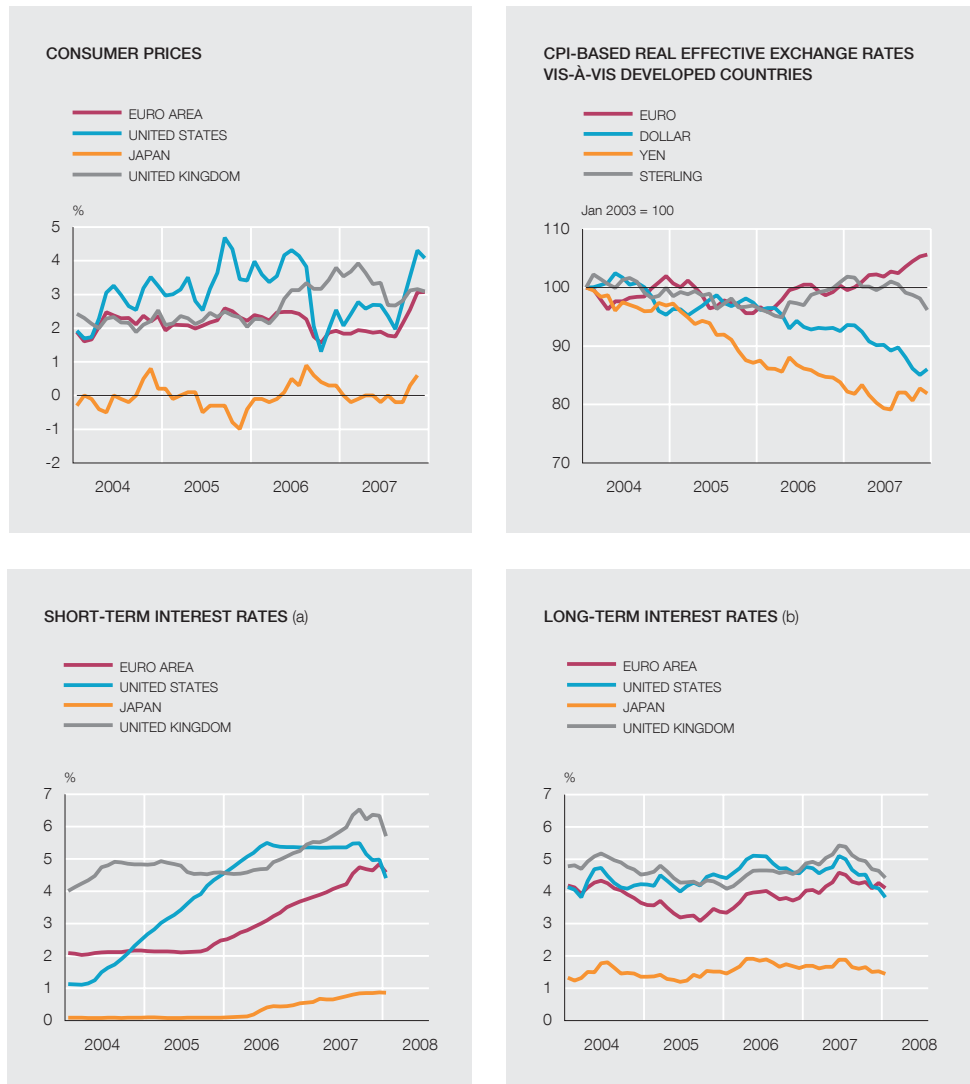 CONSUMER PRICES
EURO AREA
UNITED STATES
JAPAN
UNITED KINGDOM
%
5
4
3
2
1
0
-1
-2
2004 2005 2006 2007
CPI-BASED REAL EFFECTIVE EXCHANGE RATES
VIS-À-VIS DEVELOPED COUNTRIES
EURO
DOLLAR
YEN
STERLING
Jan 2003 = 100
110
100
90
80
70
2004 2005 2006 2007
SHORT-TERM INTEREST RATES (a)
EURO AREA
UNITED STATES
JAPAN
UNITED KINGDOM
%
7
6
5
4
3
2
1
0
2004 2005 2006 2007 2008
LONG-TERM INTEREST RATES (b)
EURO AREA
UNITED STATES
JAPAN
UNITED KINGDOM
%
7
6
5
4
3
2
1
0
2004 2005 2006 2007 2008